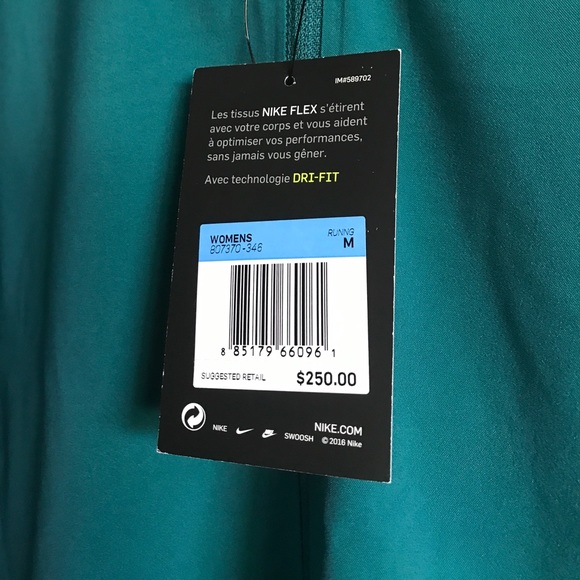 IM#589702
Les tissus NIKE FLEX s'étirent
avec votre corps et vous aident
à optimiser vos performances,
sans jamais vous gêner.
Avec technologie DRI-FIT
WOMENS RUNNG
807370-346 M
8 85179 66096 1
SUGGESTED RETAIL $250.00
NIKE SWOOSH NIKE.COM
© 2016 Nike